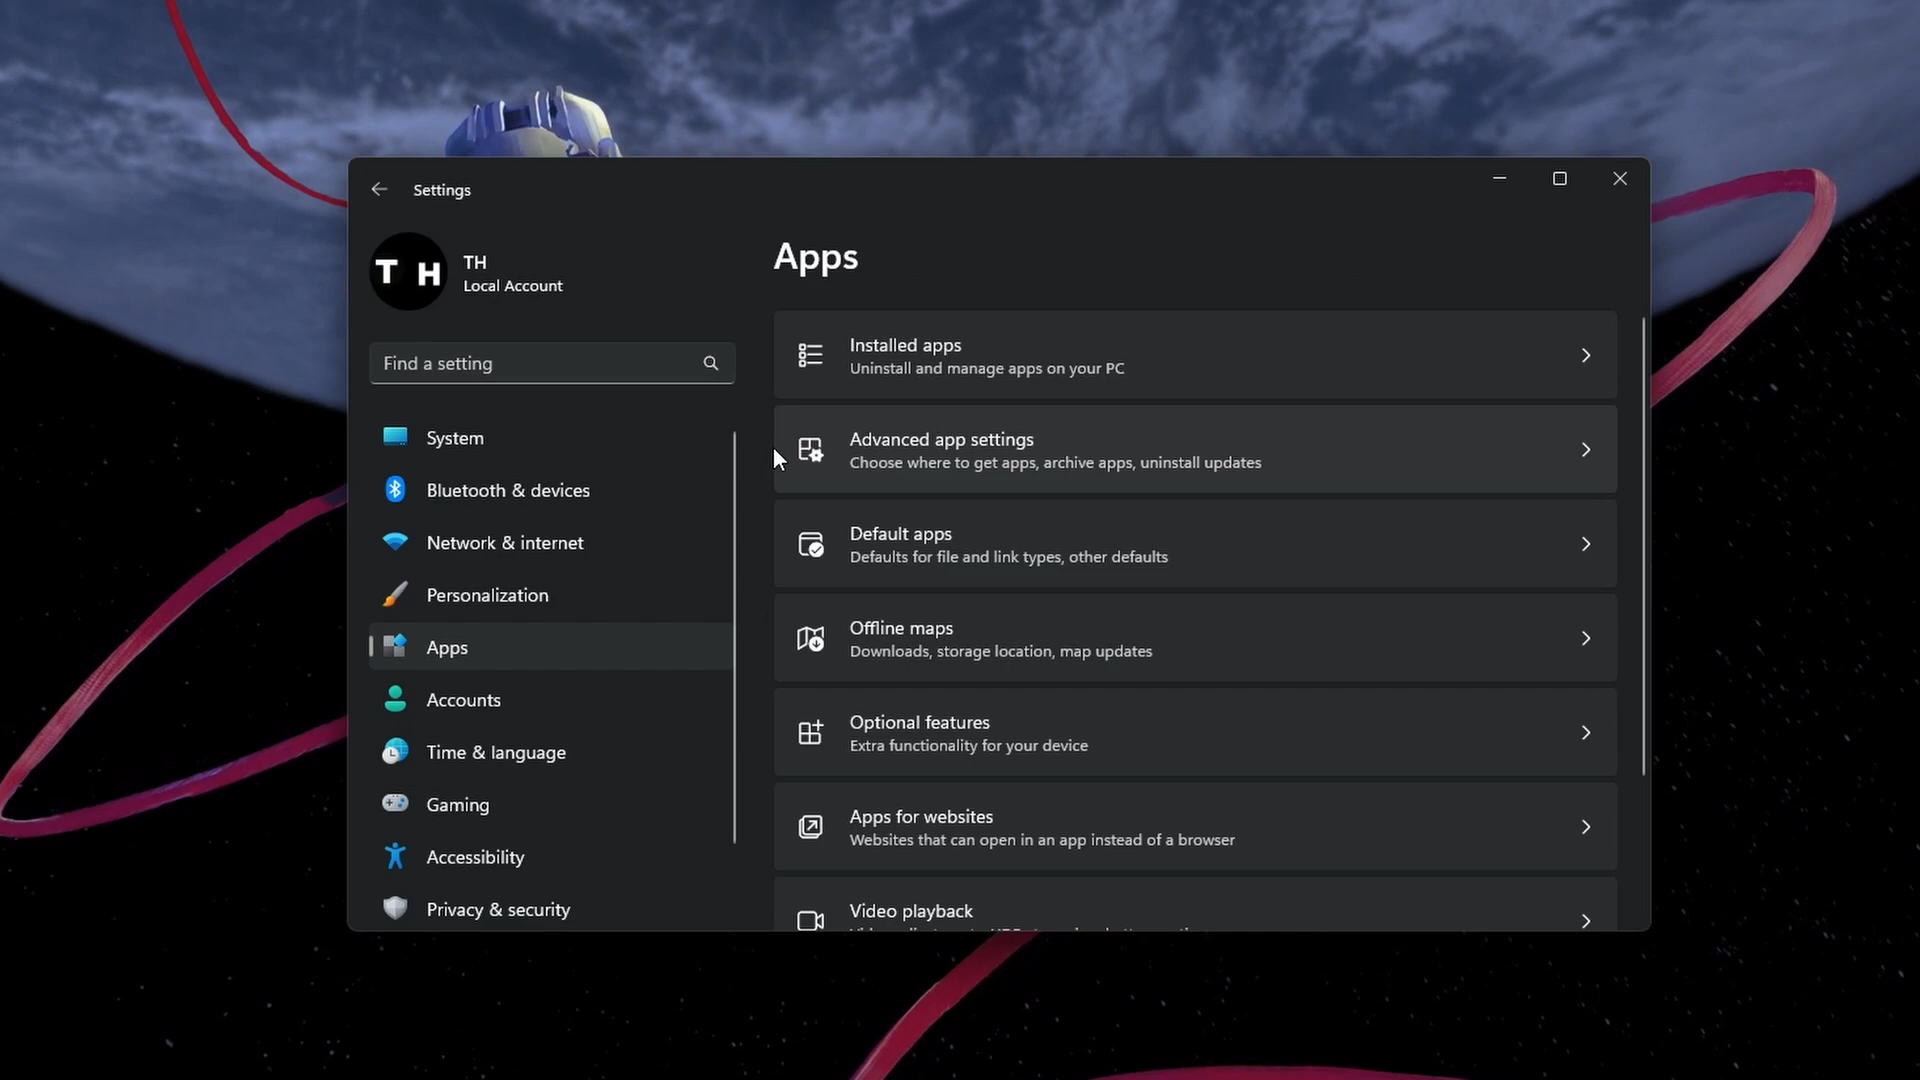 Settings
T H
TH
Local Account
Find a setting
System
Bluetooth & devices
Network & internet
Personalization
Apps
Accounts
Time & language
Gaming
Accessibility
Privacy & security
Apps
Installed apps
Uninstall and manage apps on your PC
Advanced app settings
Choose where to get apps, archive apps, uninstall updates
Default apps
Defaults for file and link types, other defaults
Offline maps
Downloads, storage location, map updates
Optional features
Extra functionality for your device
Apps for websites
Websites that can open in an app instead of a browser
Video playback